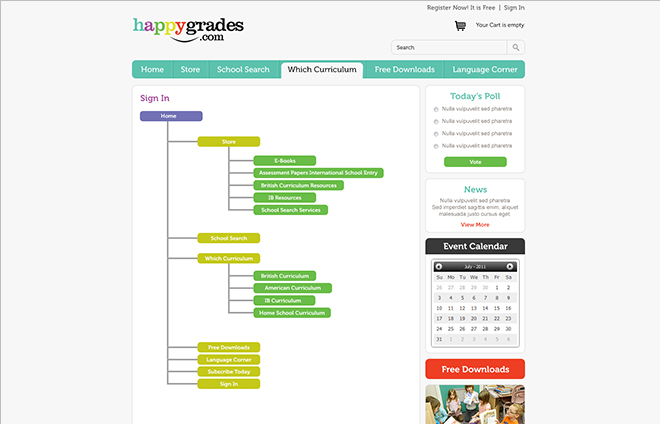 Register Now! It is Free | Sign In
happygrades
.com
Your Cart is empty
Search
Home Store School Search Which Curriculum Free Downloads Language Corner
Sign In
Home
Store
E-Books
Assessment Papers International School Entry
British Curriculum Resources
IB Resources
School Search Services
School Search
Which Curriculum
British Curriculum
American Curriculum
IB Curriculum
Home School Curriculum
Free Downloads
Language Corner
Subscribe Today
Sign In
Today's Poll
Nulla vulpuvelit sed pharetra
Nulla vulpuvelit sed pharetra
Nulla vulpuvelit sed pharetra
Nulla vulpuvelit sed pharetra
Vote
News
Nulla vulpuvelit sed pharetra
Sed imperdiet sagittis enim, aliquet
malesuada justo cursus eget
View More
Event Calendar
July - 2011
Su Mo Tu We Th Fr Sa
26 27 28 29 30 1 2
3 4 5 6 7 8 9
10 11 12 13 14 15 16
17 18 19 20 21 22 23
24 25 26 27 28 29 30
31 1 2 3 4 5 6
Free Downloads